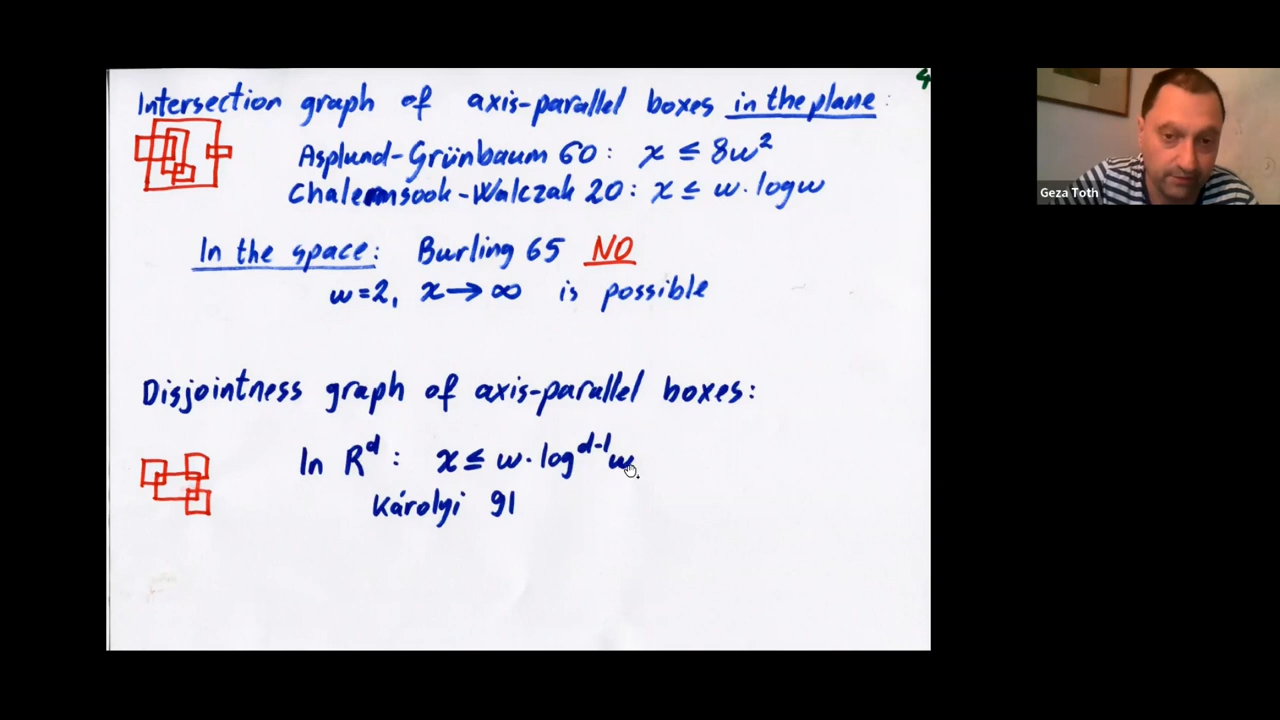 4
Intersection graph of axis-parallel boxes in the plane:
Asplund-Grünbaum 60: χ ≤ 8ω²
Chalermsook-Walczak 20: χ ≤ ω·logω
In the space: Burling 65 NO
ω=2, χ→∞ is possible
Disjointness graph of axis-parallel boxes:
In R^d: χ ≤ ω·log^{d-1}ω
Károlyi 91
Geza Toth